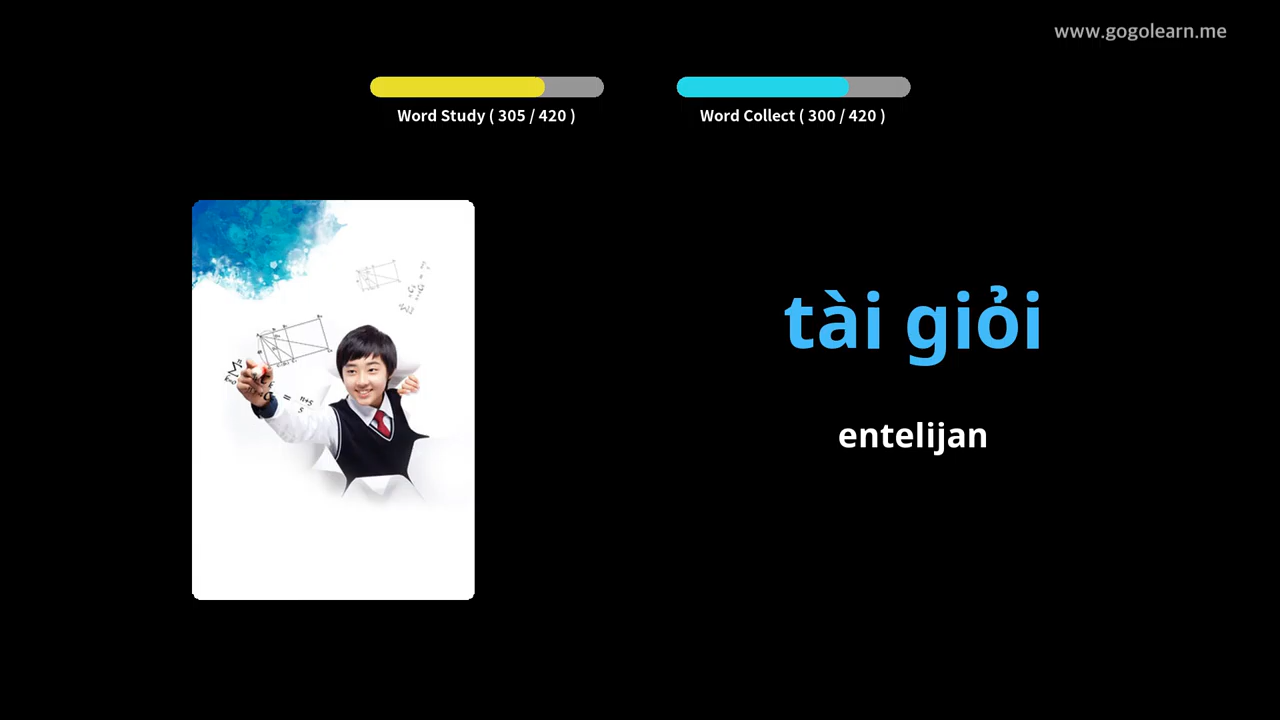 www.gogolearn.me
Word Study ( 305 / 420 )
Word Collect ( 300 / 420 )
tài giỏi
entelijan